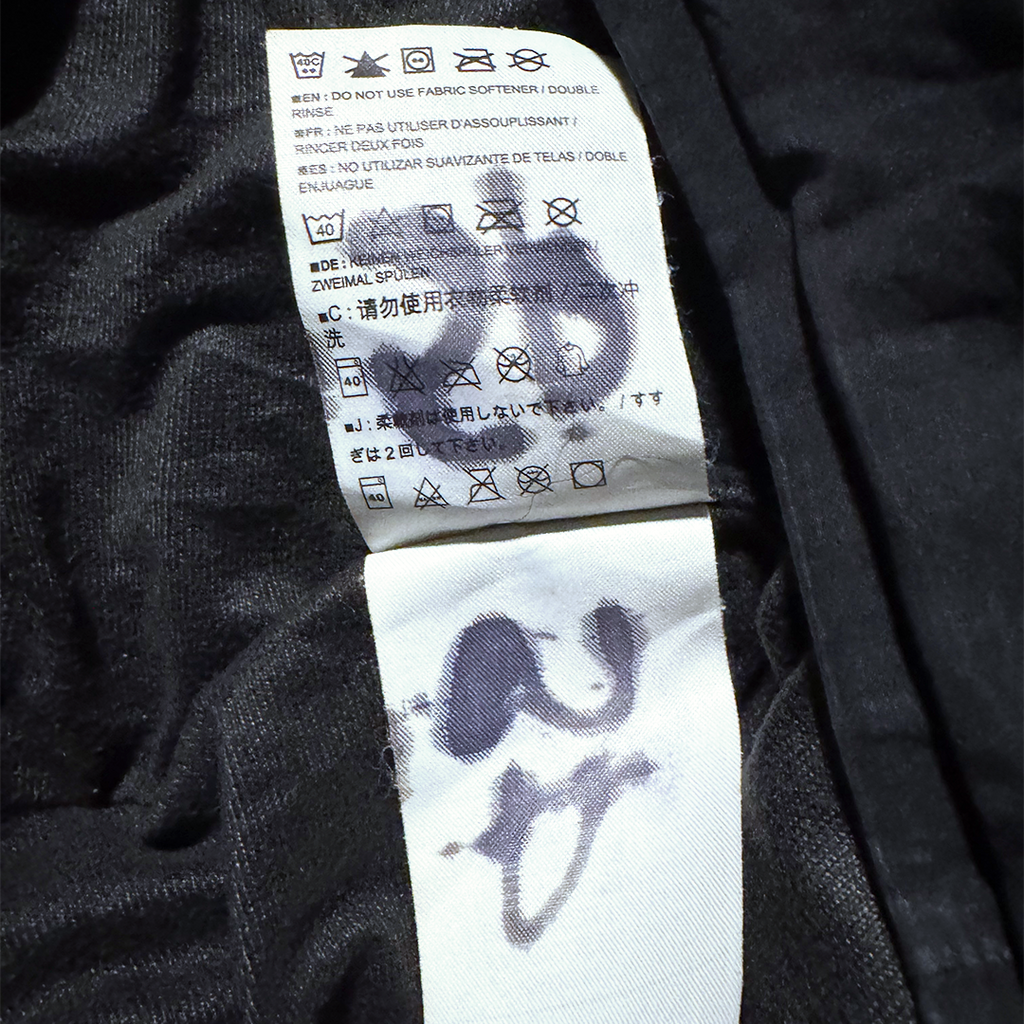 40C
■EN : DO NOT USE FABRIC SOFTENER / DOUBLE
RINSE
■FR : NE PAS UTILISER D'ASSOUPLISSANT /
RINCER DEUX FOIS
■ES : NO UTILIZAR SUAVIZANTE DE TELAS / DOBLE
ENJUAGUE
40
■DE : KEINEN
ZWEIMAL SPÜLEN
■C : 请勿使用衣物柔软剂 / 二次冲
洗
40
■J : 柔軟剤は使用しないで下さい。 / すす
ぎは2回して下さい。
40